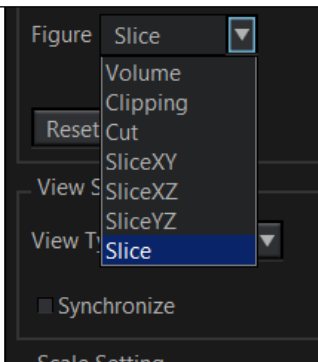 Figure Slice
Volume
Clipping
Reset Cut
SliceXY
View S SliceXZ
SliceYZ
View Ty Slice
Synchronize
Scale Setting